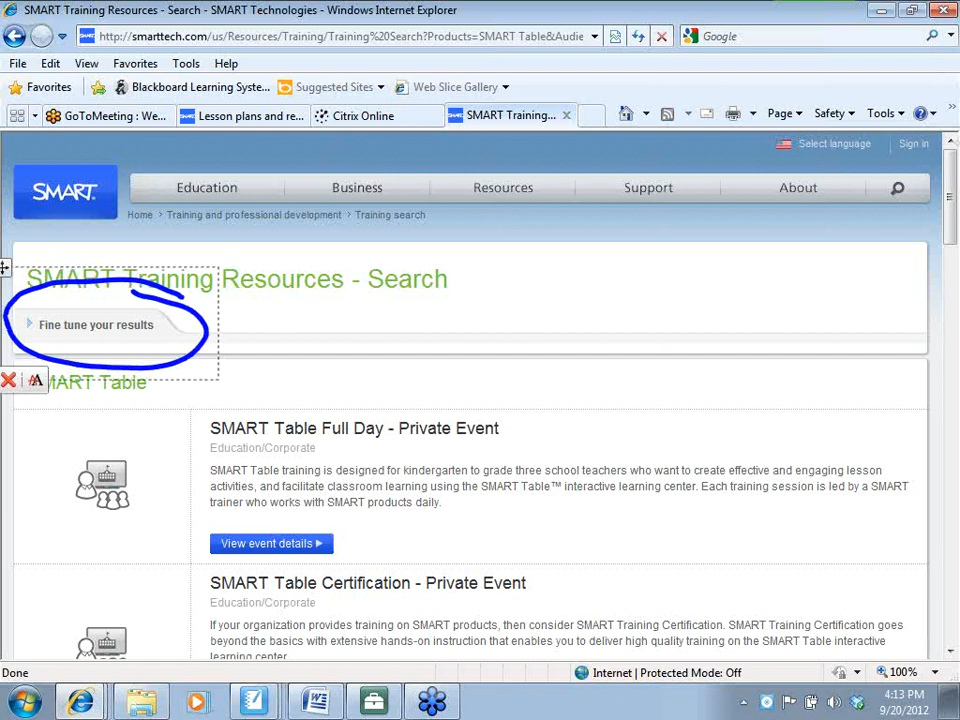 SMART Training Resources - Search - SMART Technologies - Windows Internet Explorer
http://smarttech.com/us/Resources/Training/Training%20Search?Products=SMART Table&Audie
Google
File Edit View Favorites Tools Help
Favorites Blackboard Learning Syste... Suggested Sites Web Slice Gallery
GoToMeeting : We... Lesson plans and re... Citrix Online SMART Training... Page Safety Tools
Select language Sign in
SMART
Education Business Resources Support About
Home > Training and professional development > Training search
SMART Training Resources - Search
Fine tune your results
MART Table
SMART Table Full Day - Private Event
Education/Corporate
SMART Table training is designed for kindergarten to grade three school teachers who want to create effective and engaging lesson
activities, and facilitate classroom learning using the SMART Table™ interactive learning center. Each training session is led by a SMART
trainer who works with SMART products daily.
View event details
SMART Table Certification - Private Event
Education/Corporate
If your organization provides training on SMART products, then consider SMART Training Certification. SMART Training Certification goes
beyond the basics with extensive hands-on instruction that enables you to deliver high quality training on the SMART Table interactive
learning center.
Done Internet | Protected Mode: Off 100%
4:13 PM
9/20/2012